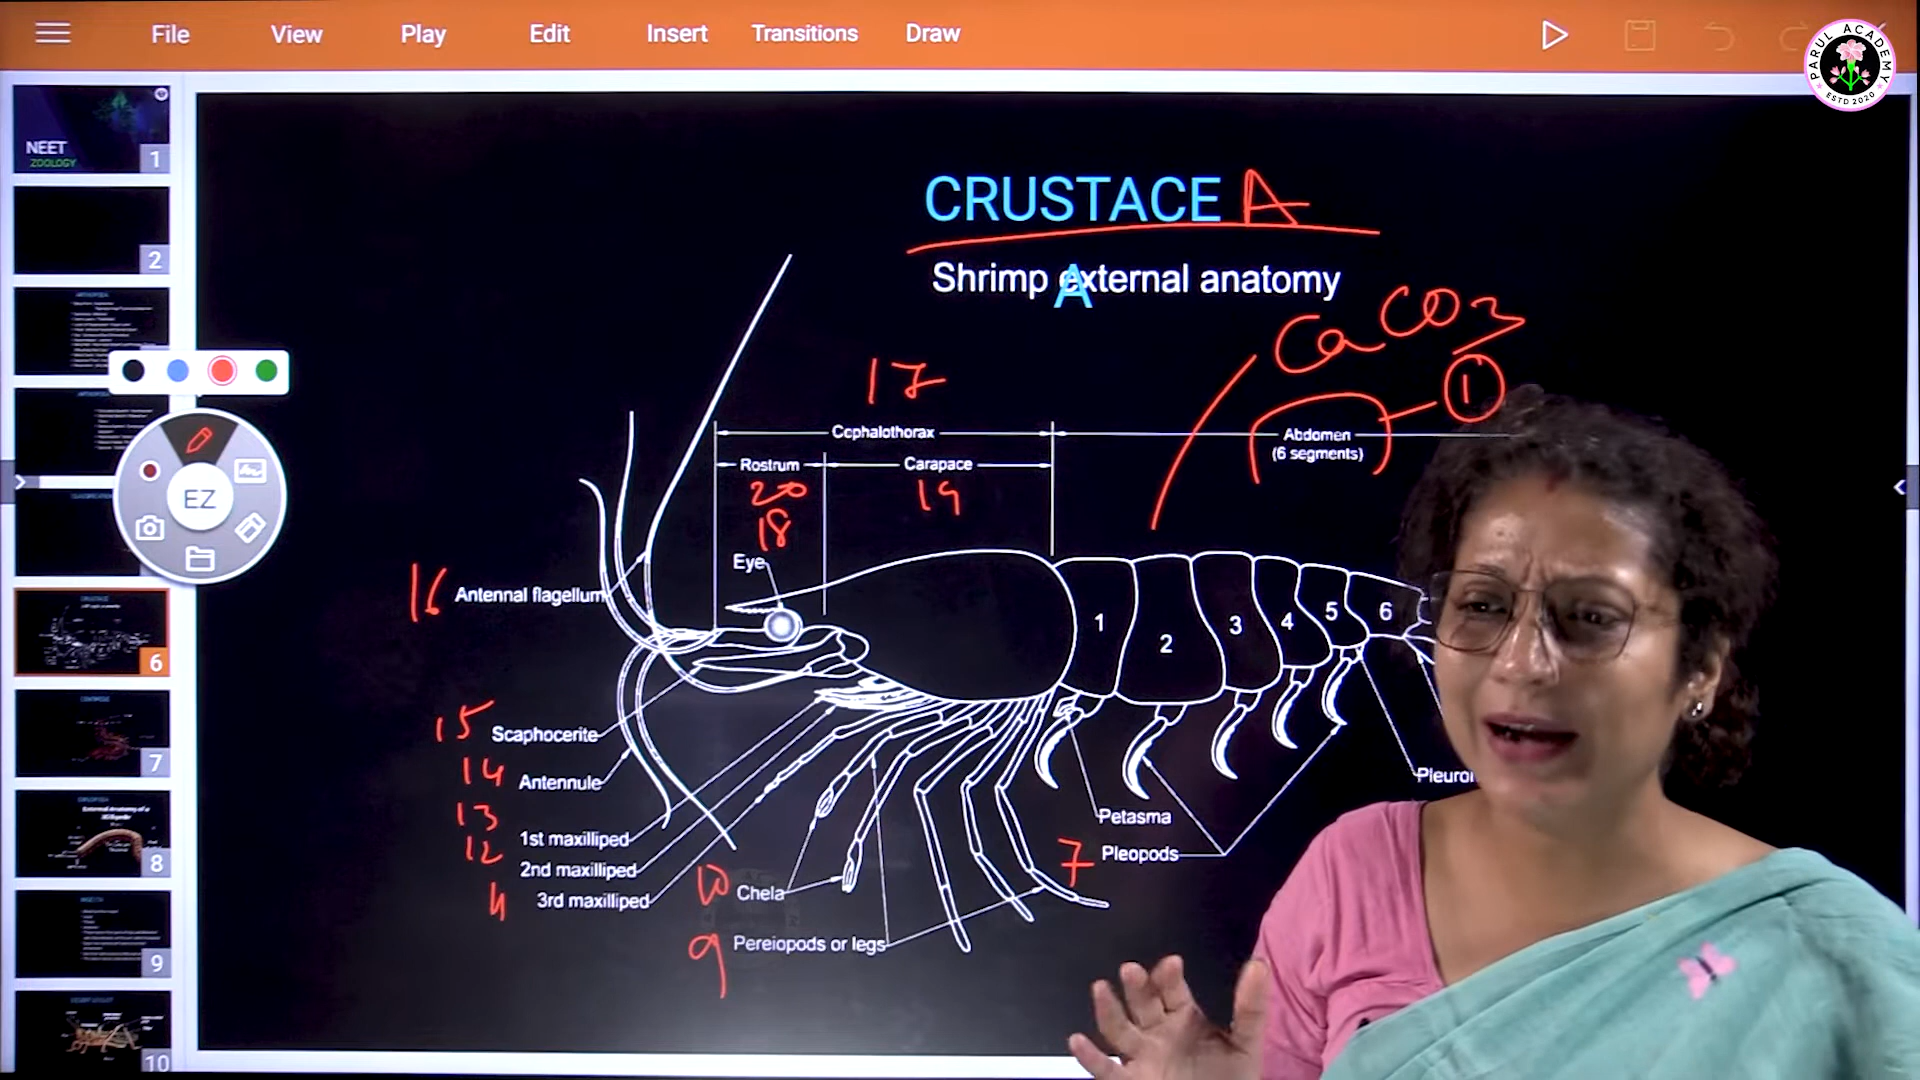 File View Play Edit Insert Transitions Draw
PARUL ACADEMY
ESTD 2020
NEET
ZOOLOGY
1
2
6
7
8
9
10
EZ
CRUSTACE A
Shrimp external anatomy
A
CaCO3
1
17
Cephalothorax
Abdomen
(6 segments)
Rostrum
Carapace
20
19
18
Eye
16 Antennal flagellum
1 2 3 4 5 6
15 Scaphocerite
14 Antennule
13 1st maxilliped
12 2nd maxilliped
11 3rd maxilliped
10 Chela
9 Pereiopods or legs
Petasma
7 Pleopods